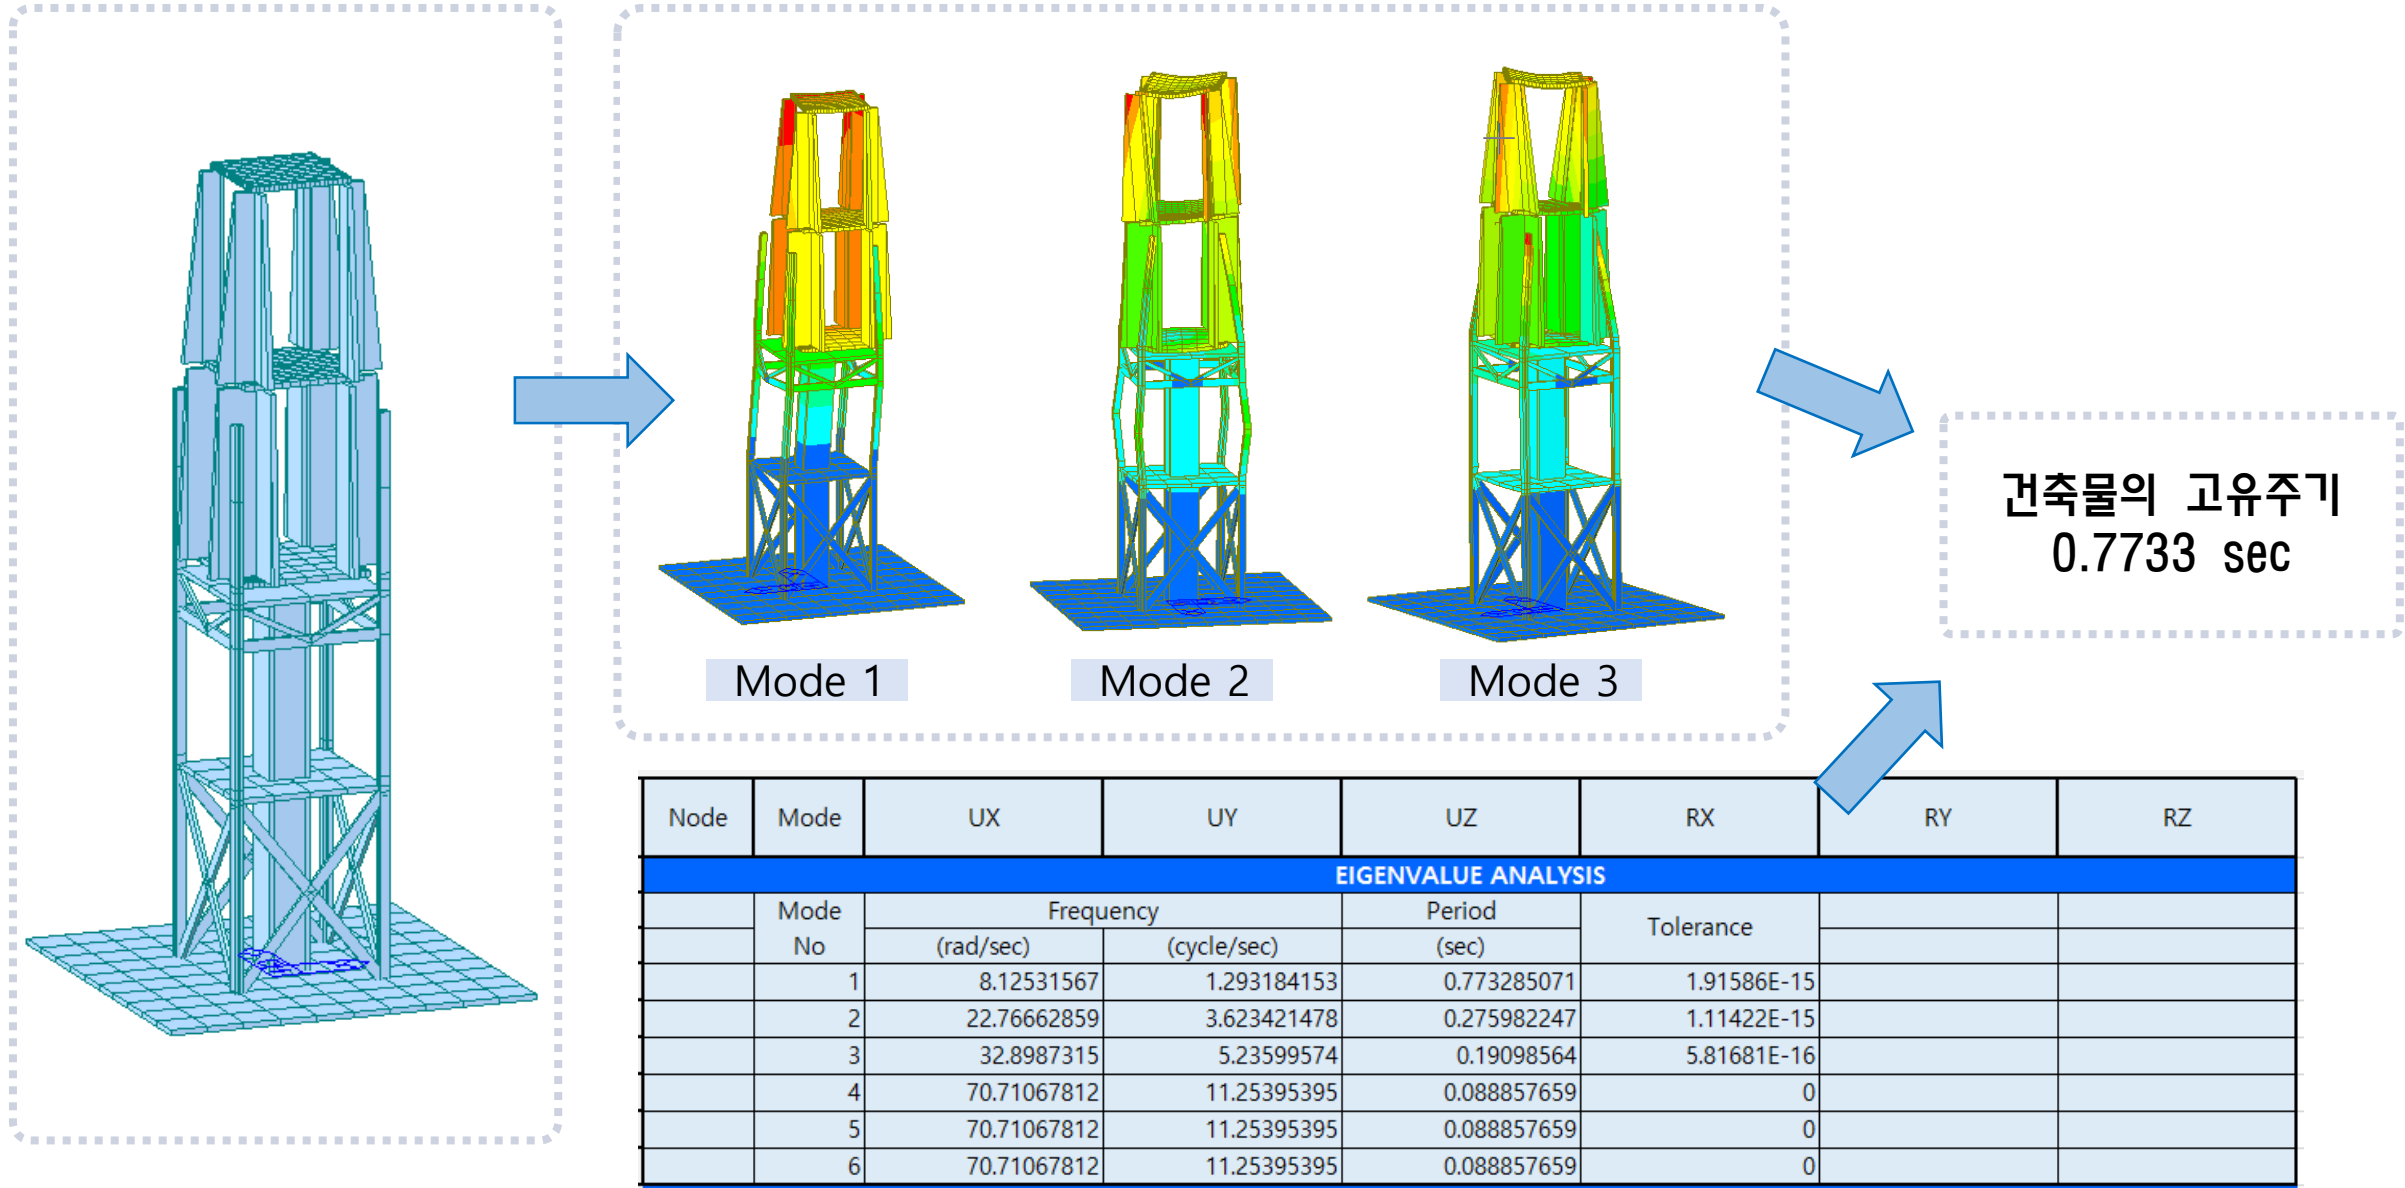 Mode 1
Mode 2
Mode 3
건축물의 고유주기
0.7733 sec
Node Mode UX UY UZ RX RY RZ
EIGENVALUE ANALYSIS
Mode No Frequency Period Tolerance
(rad/sec) (cycle/sec) (sec)
1 8.12531567 1.293184153 0.773285071 1.91586E-15
2 22.76662859 3.623421478 0.275982247 1.11422E-15
3 32.8987315 5.23599574 0.19098564 5.81681E-16
4 70.71067812 11.25395395 0.088857659 0
5 70.71067812 11.25395395 0.088857659 0
6 70.71067812 11.25395395 0.088857659 0